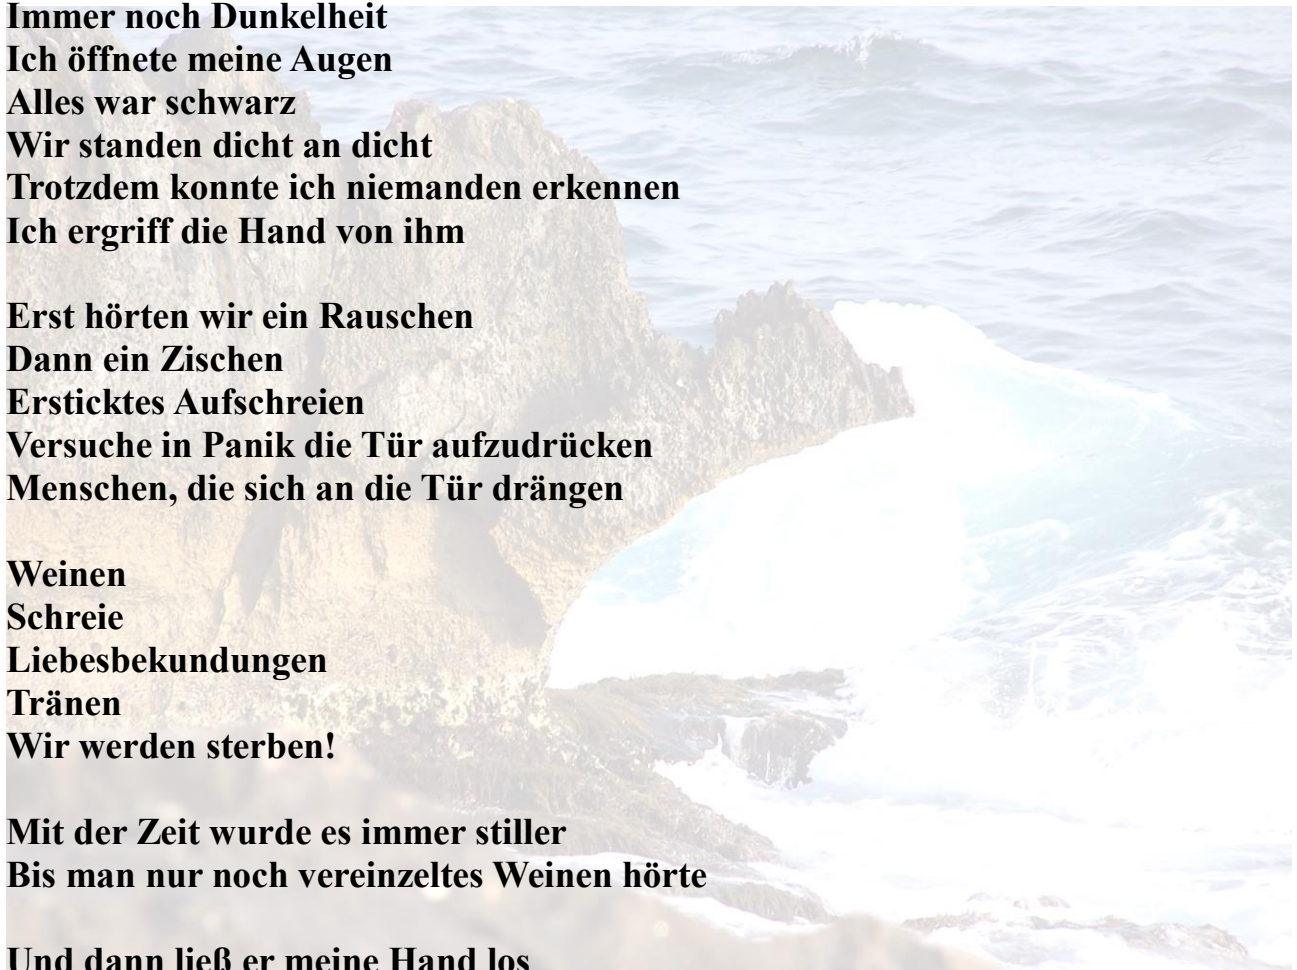 Immer noch Dunkelheit
Ich öffnete meine Augen
Alles war schwarz
Wir standen dicht an dicht
Trotzdem konnte ich niemanden erkennen
Ich ergriff die Hand von ihm
Erst hörten wir ein Rauschen
Dann ein Zischen
Ersticktes Aufschreien
Versuche in Panik die Tür aufzudrücken
Menschen, die sich an die Tür drängen
Weinen
Schreie
Liebesbekundungen
Tränen
Wir werden sterben!
Mit der Zeit wurde es immer stiller
Bis man nur noch vereinzeltes Weinen hörte
Und dann ließ er meine Hand los